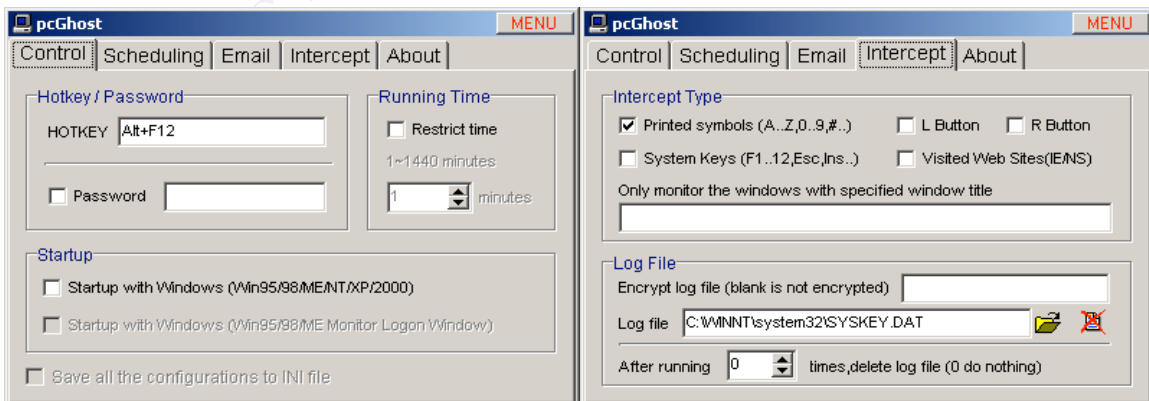 pcGhost MENU
Control Scheduling Email Intercept About
Hotkey / Password
HOTKEY Alt+F12
Password
Running Time
Restrict time
1~1440 minutes
1 minutes
Startup
Startup with Windows (Win95/98/ME/NT/XP/2000)
Startup with Windows (Win95/98/ME Monitor Logon Window)
Save all the configurations to INI file
pcGhost MENU
Control Scheduling Email Intercept About
Intercept Type
Printed symbols (A..Z,0..9,#..) L Button R Button
System Keys (F1..12,Esc,Ins..) Visited Web Sites(IE/NS)
Only monitor the windows with specified window title
Log File
Encrypt log file (blank is not encrypted)
Log file C:\WINNT\system32\SYSKEY.DAT
After running 0 times,delete log file (0 do nothing)